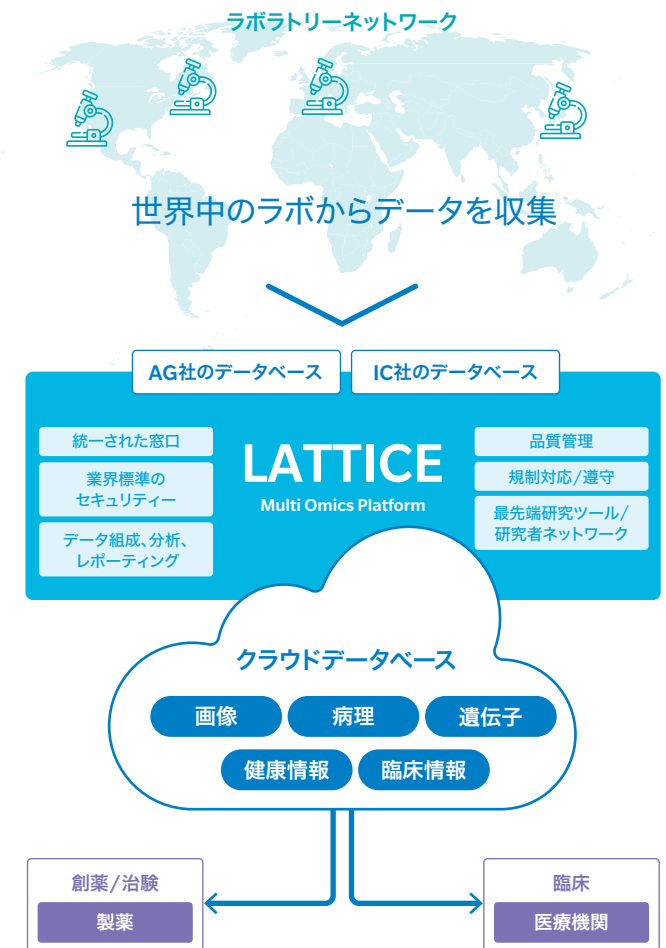 ラボラトリーネットワーク
世界中のラボからデータを収集
AG社のデータベース
IC社のデータベース
統一された窓口
業界標準の
セキュリティー
データ組成、分析、
レポーティング
LATTICE
Multi Omics Platform
品質管理
規制対応/遵守
最先端研究ツール/
研究者ネットワーク
クラウドデータベース
画像
病理
遺伝子
健康情報
臨床情報
創薬/治験
製薬
臨床
医療機関